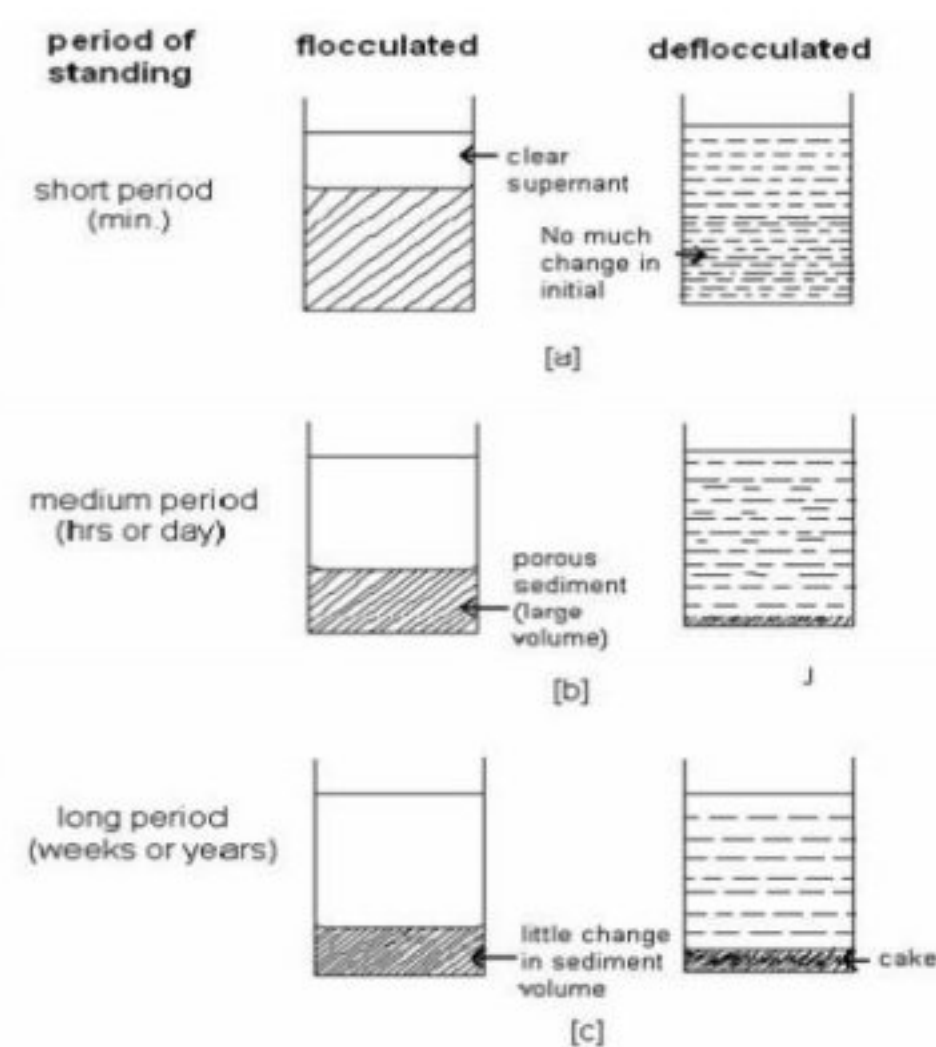 period of
standing
flocculated
deflocculated
short period
(min.)
clear
supernant
No much
change in
initial
[a]
medium period
(hrs or day)
porous
sediment
(large
volume)
[b]
J
long period
(weeks or years)
little change
in sediment
volume
cake
[c]